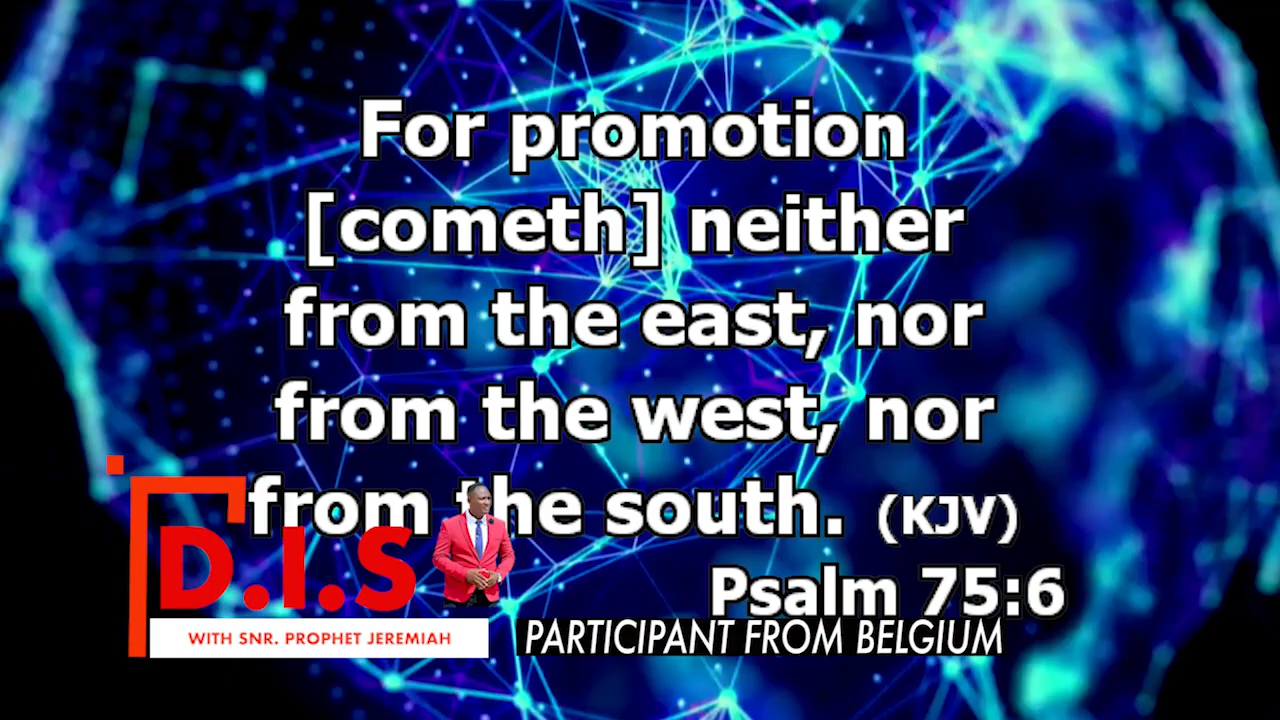 For promotion
[cometh] neither
from the east, nor
from the west, nor
from the south. (KJV)
Psalm 75:6
D.I.S
WITH SNR. PROPHET JEREMIAH
PARTICIPANT FROM BELGIUM